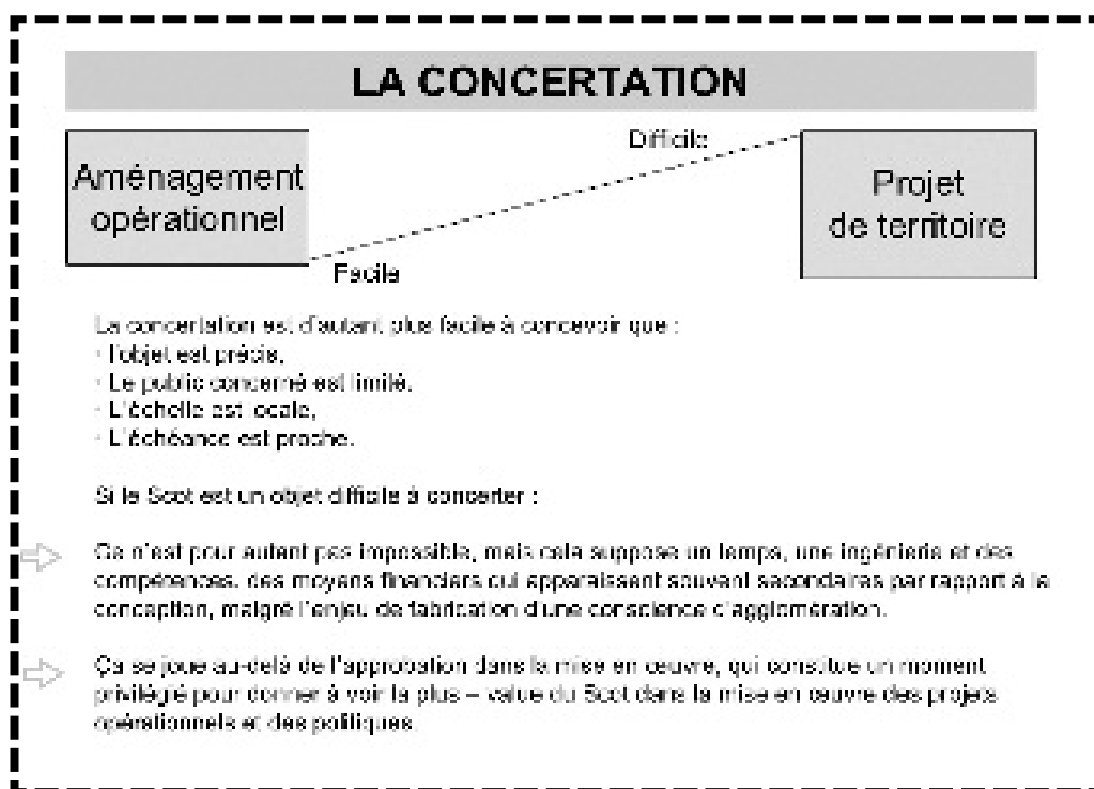 LA CONCERTATION
Aménagement
opérationnel
Difficile
Facile
Projet
de territoire
La concertation est d'autant plus facile à concevoir que :
- l'objet est précis,
- Le public concerné est limité,
- L'échelle est locale,
- L'échéance est proche.
Si le Scot est un objet difficile à concerter :
Ce n'est pour autant pas impossible, mais cela suppose un temps, une ingénierie et des
compétences, des moyens financiers qui apparaissent souvent secondaires par rapport à la
conception, malgré l'enjeu de fabrication d'une conscience d'agglomération.
Ça se joue au-delà de l'approbation dans la mise en œuvre, qui constitue un moment
privilégié pour donner à voir la plus – value du Scot dans la mise en œuvre des projets
opérationnels et des politiques.